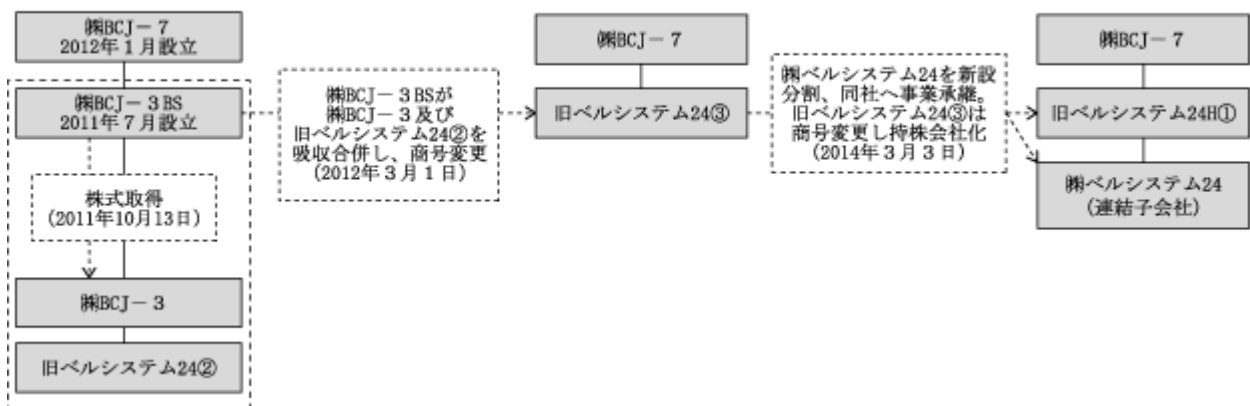 ㈱BCJ－7
2012年1月設立
㈱BCJ－3BS
2011年7月設立
株式取得
(2011年10月13日)
㈱BCJ－3
旧ベルシステム24②
㈱BCJ－3BSが
㈱BCJ－3及び
旧ベルシステム24②を
吸収合併し、商号変更
(2012年3月1日)
㈱BCJ－7
旧ベルシステム24③
㈱ベルシステム24を新設
分割、同社へ事業承継。
旧ベルシステム24③は
商号変更し持株会社化
(2014年3月3日)
㈱BCJ－7
旧ベルシステム24H①
㈱ベルシステム24
(連結子会社)